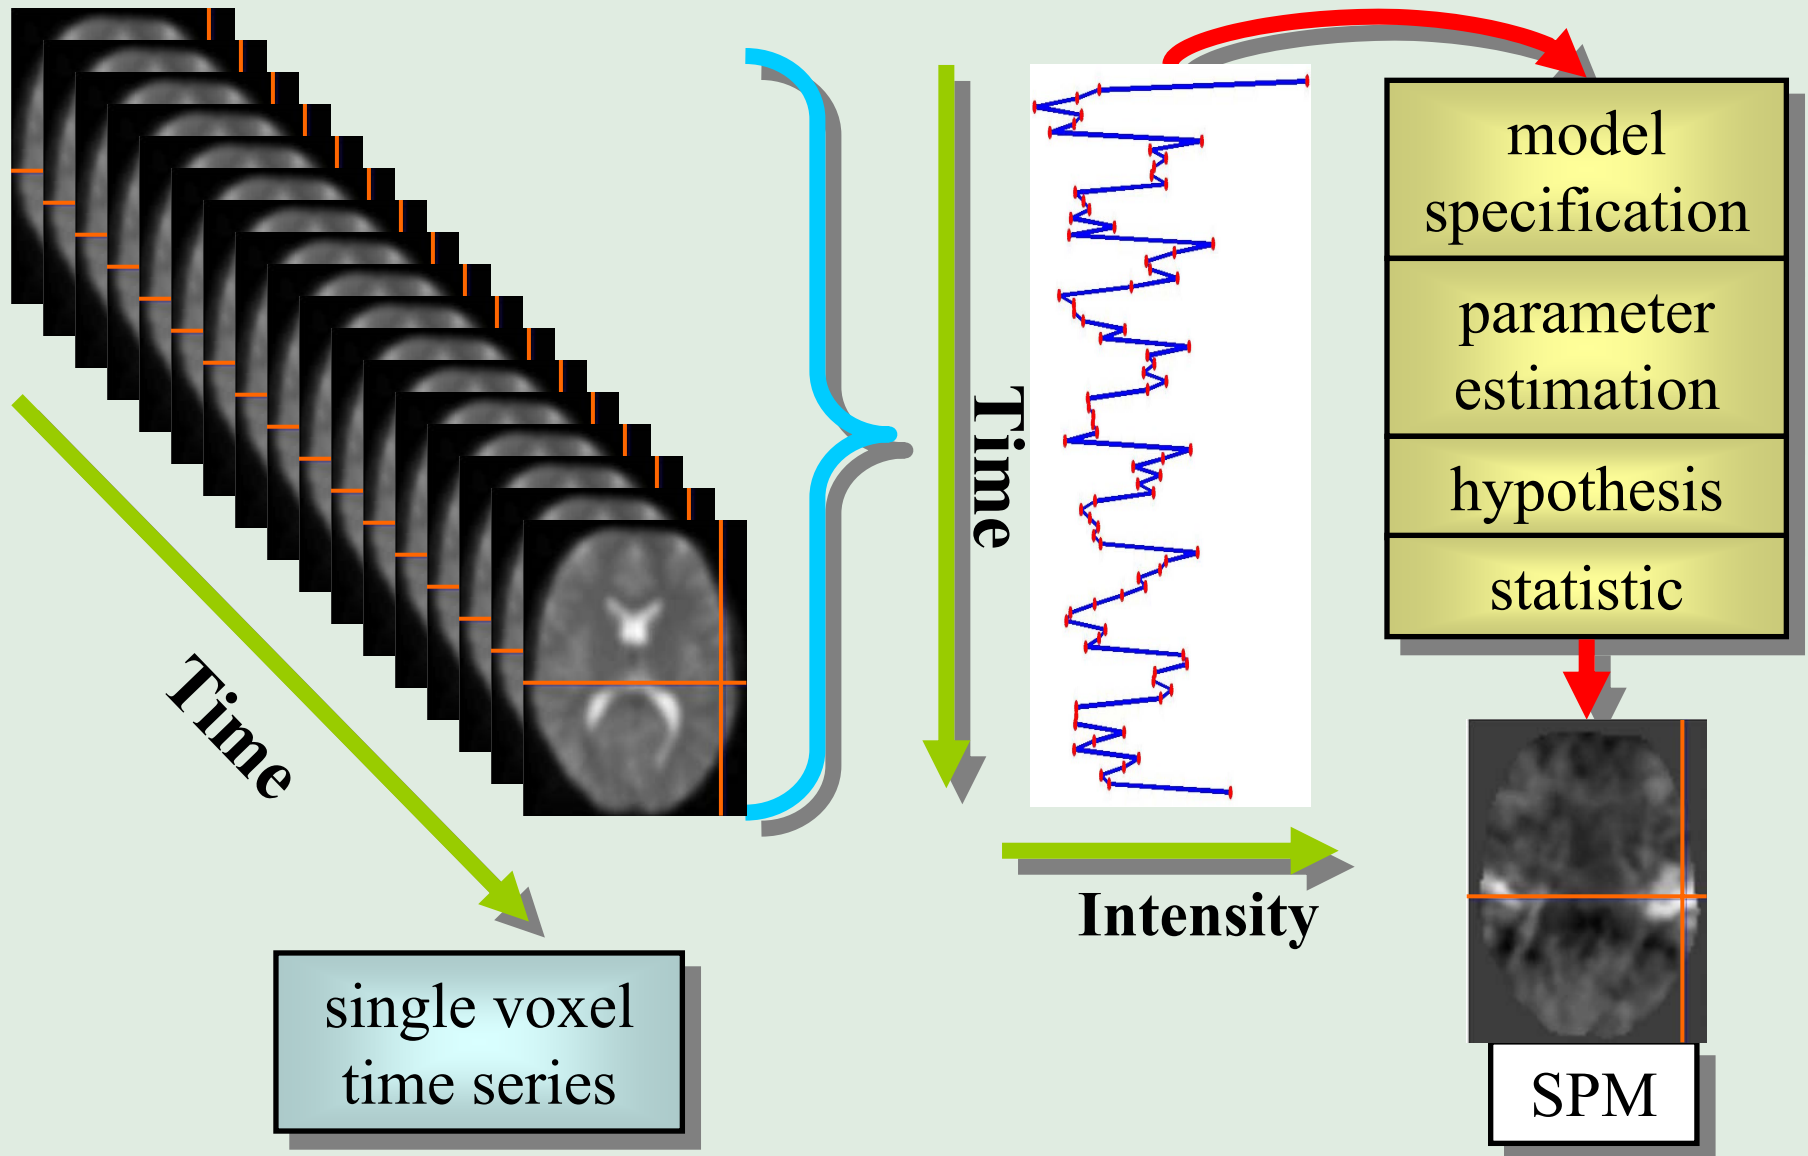 Time
single voxel
time series
Time
Intensity
model
specification
parameter
estimation
hypothesis
statistic
SPM